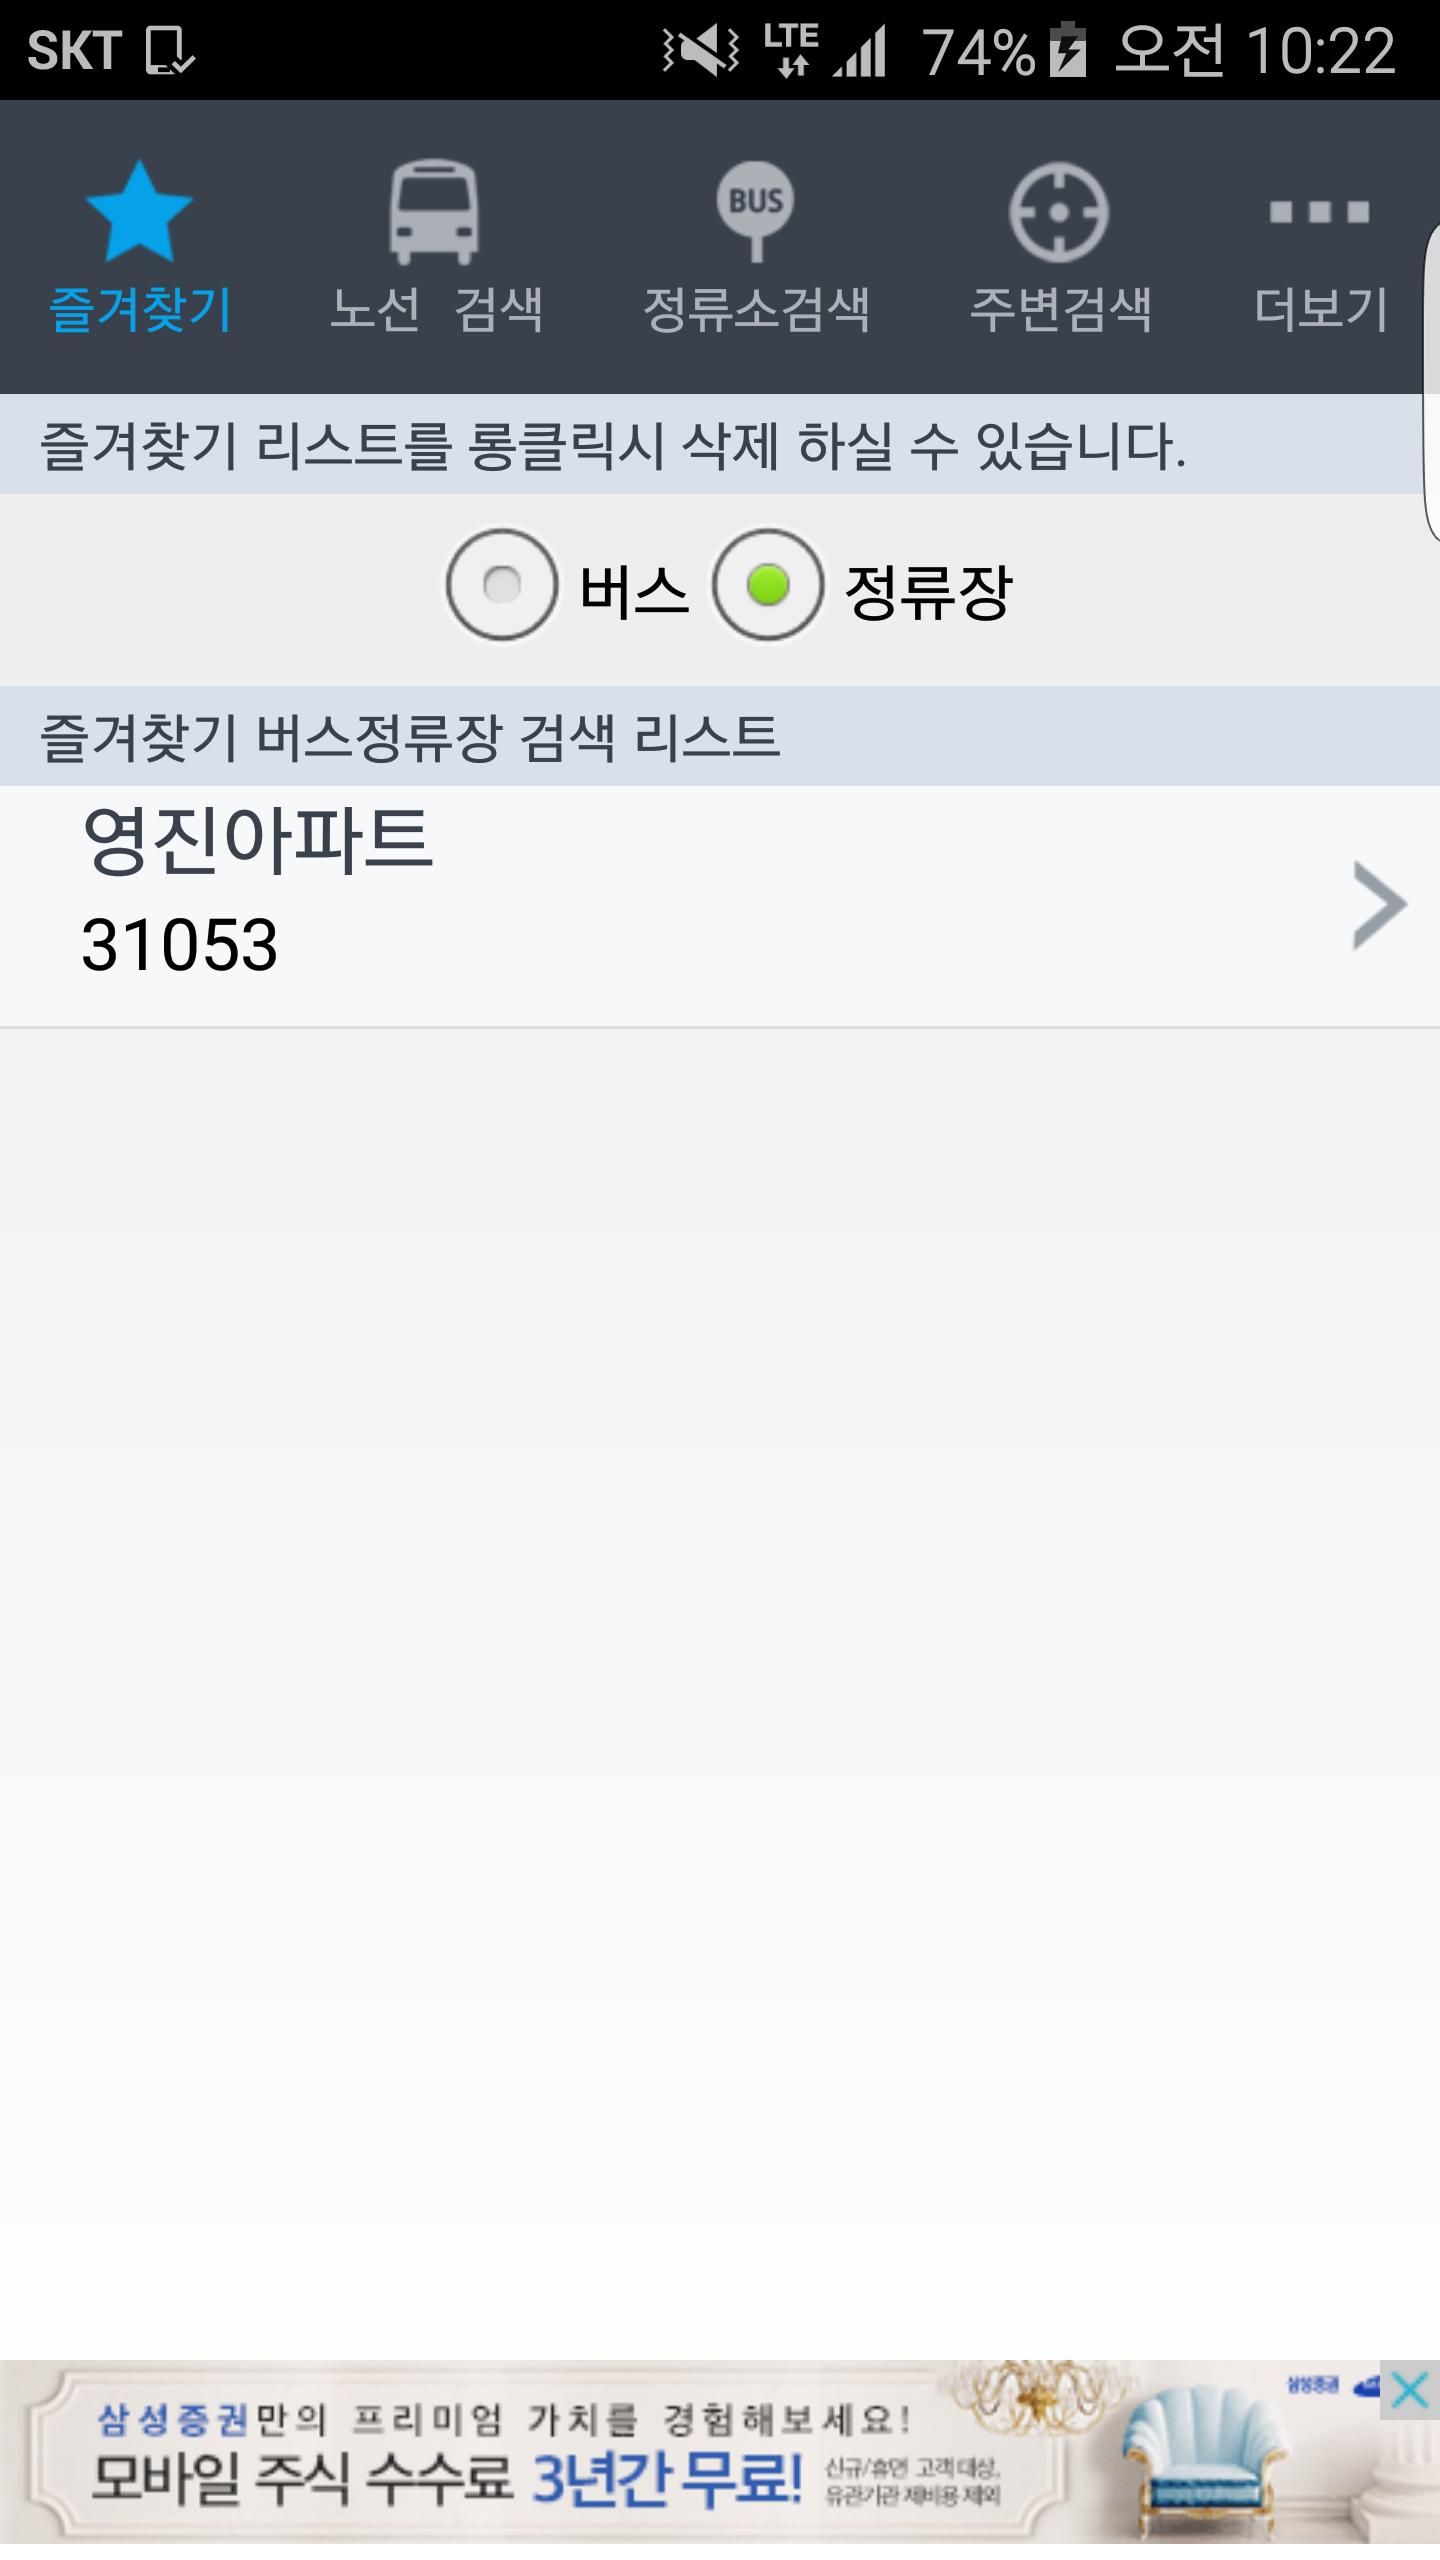 SKT LTE 74% 오전 10:22
BUS
즐겨찾기 노선 검색 정류소검색 주변검색 더보기
즐겨찾기 리스트를 롱클릭시 삭제 하실 수 있습니다.
버스 정류장
즐겨찾기 버스정류장 검색 리스트
영진아파트
31053
삼성증권
삼성증권만의 프리미엄 가치를 경험해보세요!
모바일 주식 수수료 3년간 무료!
신규/휴면 고객 대상,
유관기관 제비용 제외